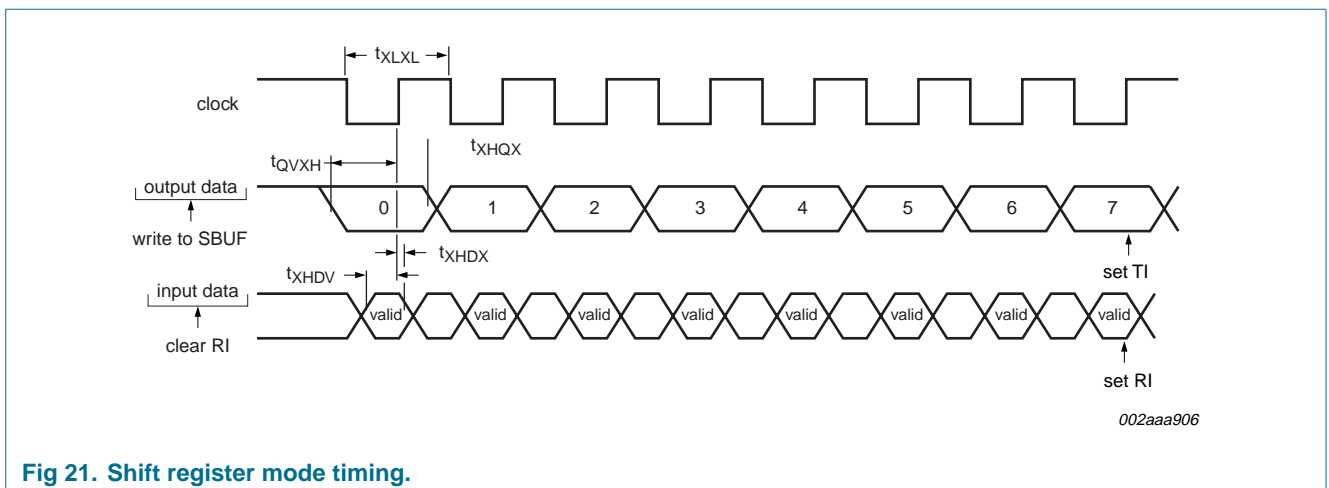 tXLXL
clock
tXHQX
tQVXH
output data
0 1 2 3 4 5 6 7
write to SBUF
tXHDX
set TI
tXHDV
input data
valid valid valid valid valid valid valid valid
clear RI
set RI
002aaa906
Fig 21. Shift register mode timing.